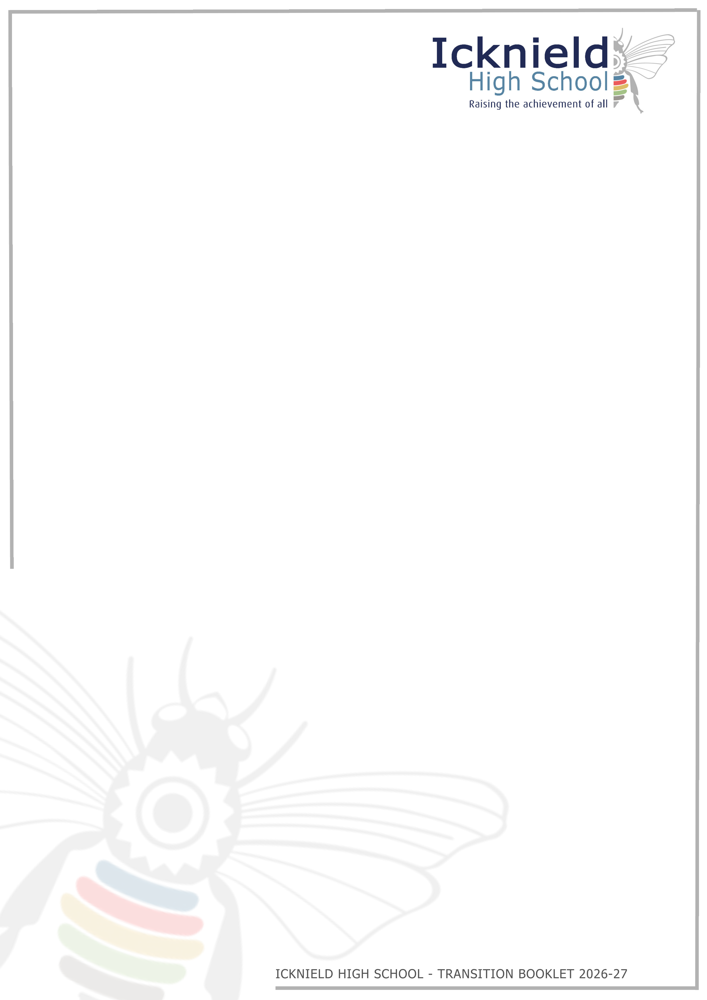 Icknield
High School
Raising the achievement of all
ICKNIELD HIGH SCHOOL - TRANSITION BOOKLET 2026-27